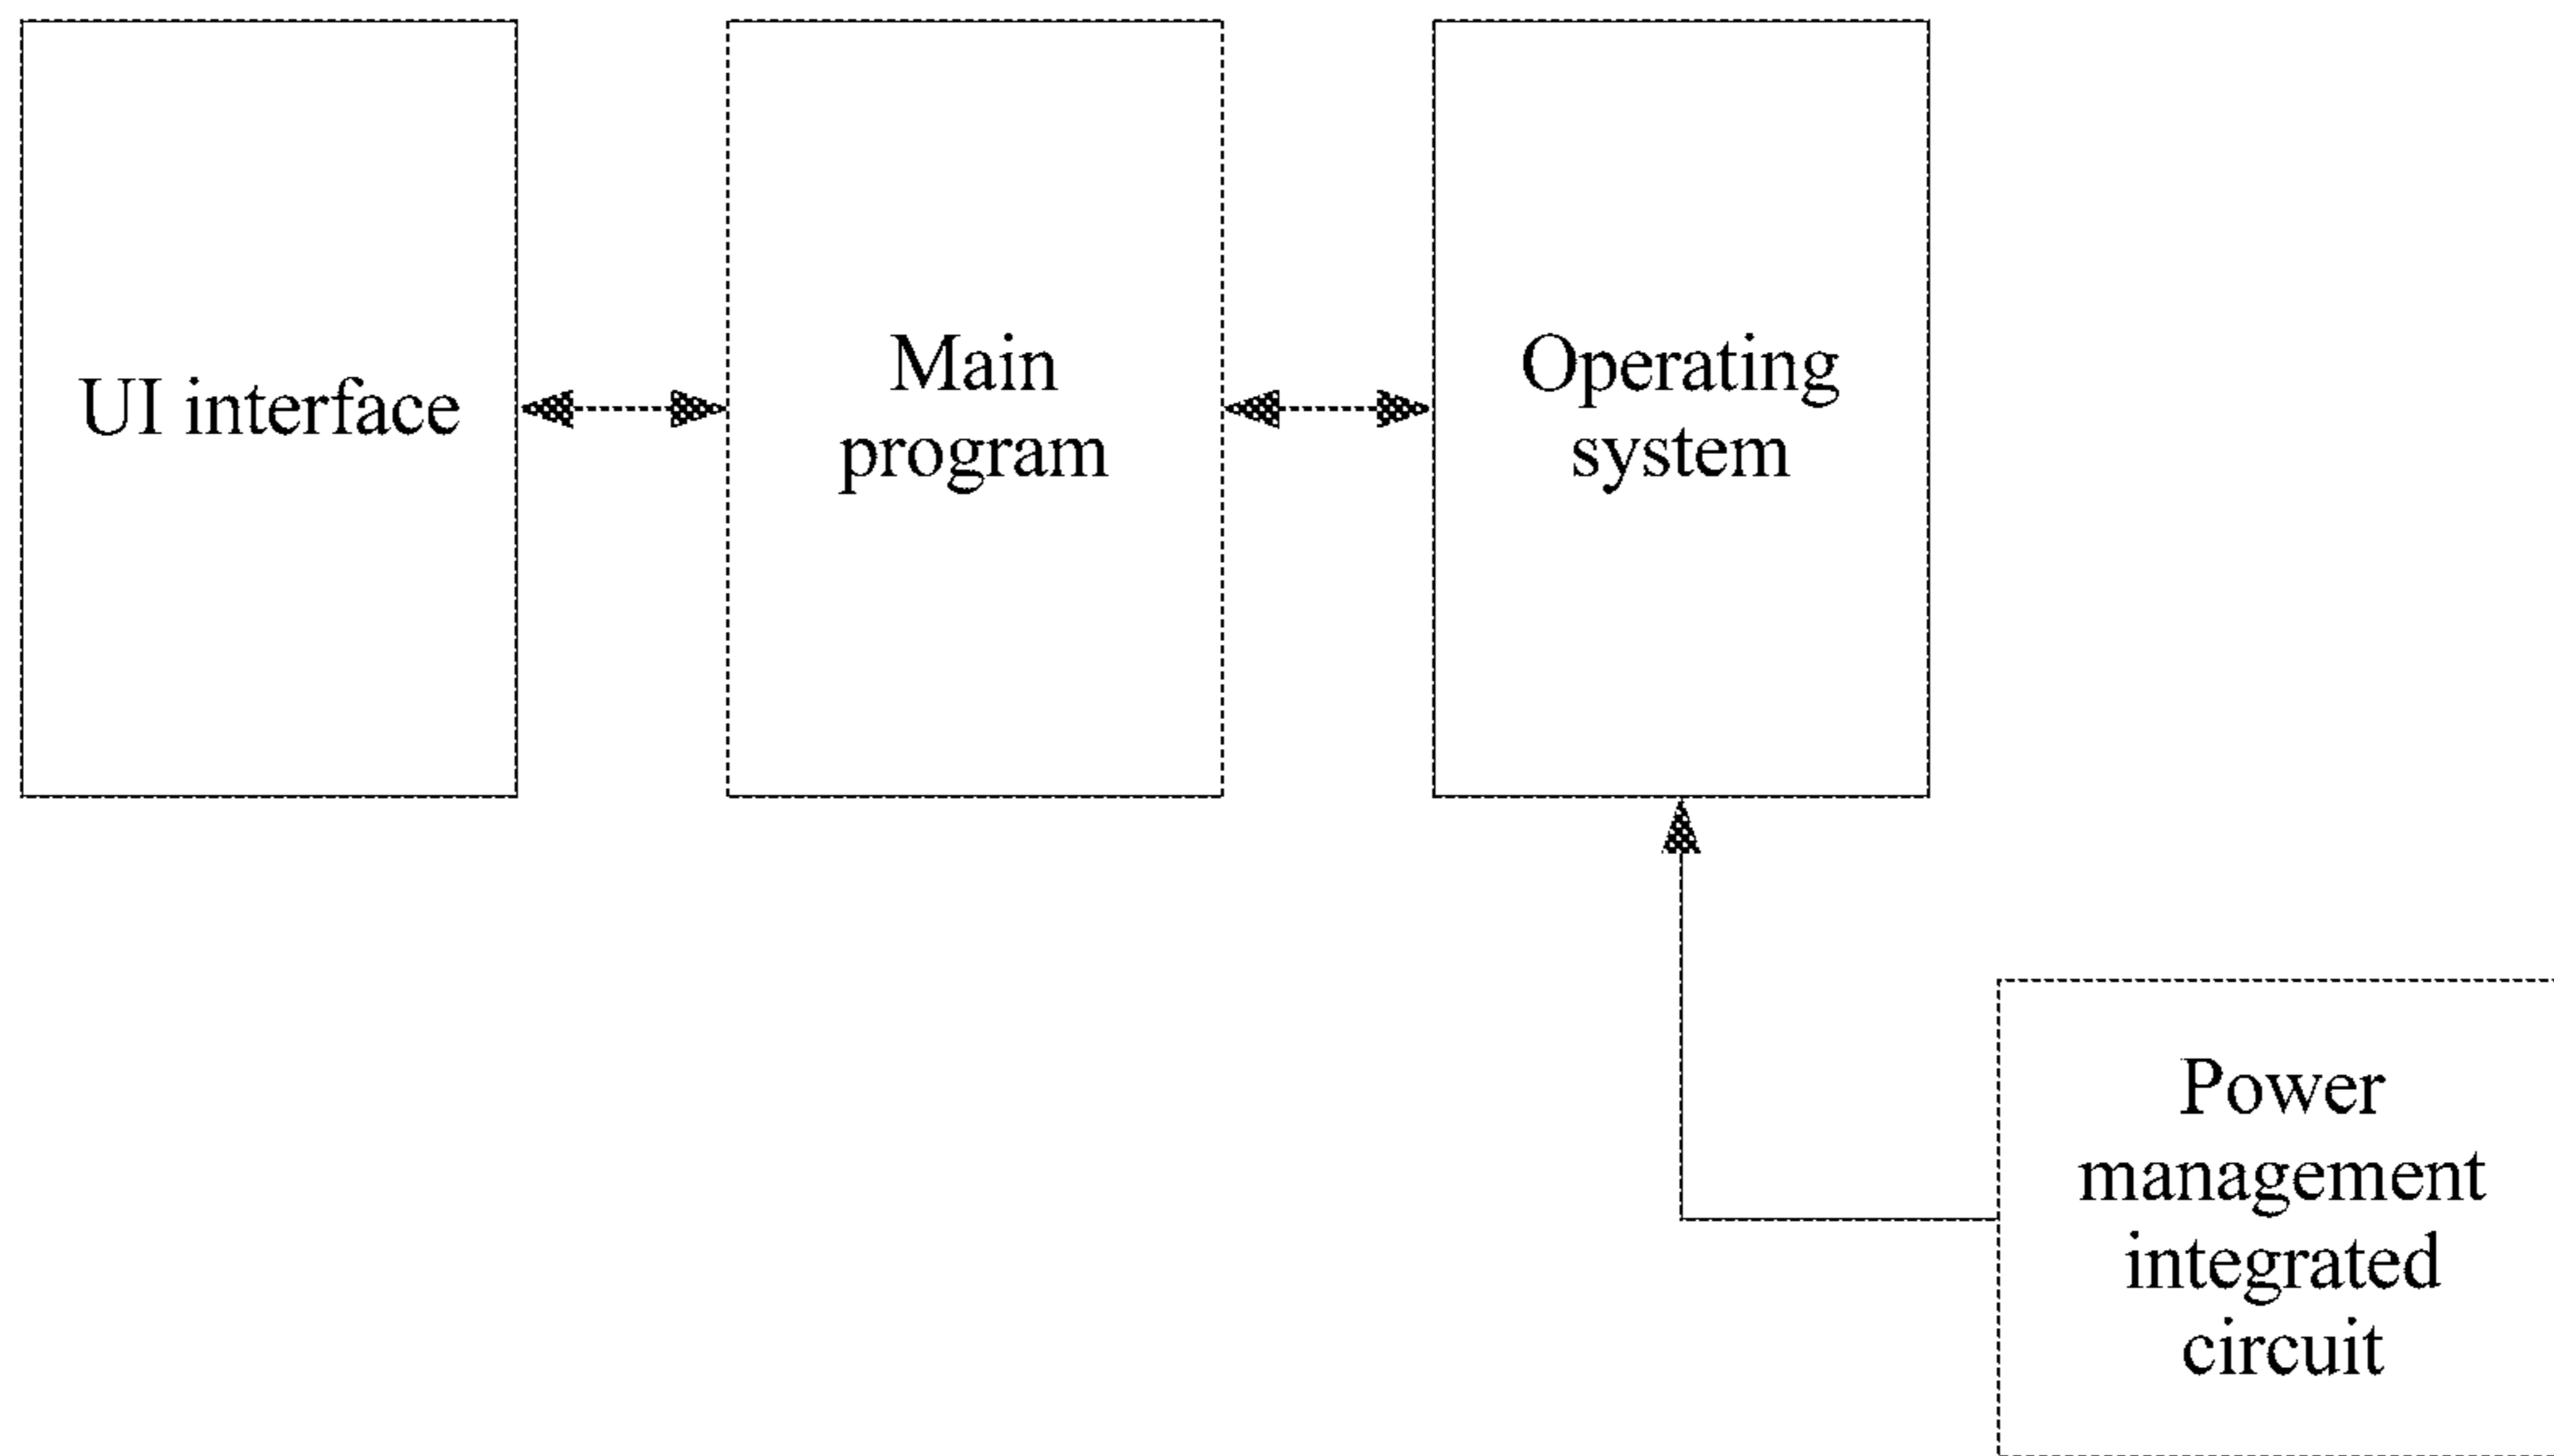 UI interface
Main
program
Operating
system
Power
management
integrated
circuit